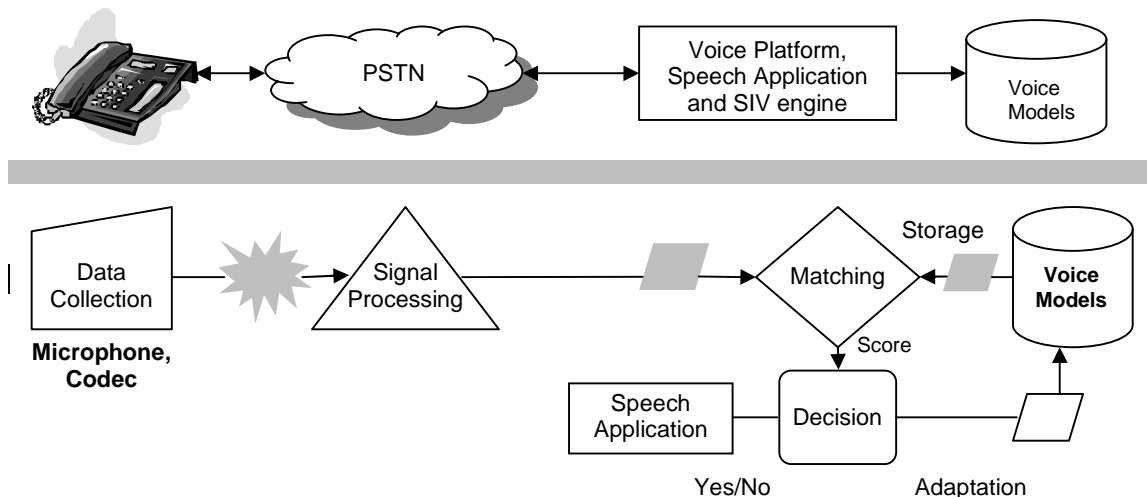 PSTN
Voice Platform,
Speech Application
and SIV engine
Voice
Models
Data
Collection
Microphone,
Codec
Signal
Processing
Matching
Storage
Voice
Models
Score
Speech
Application
Decision
Yes/No
Adaptation